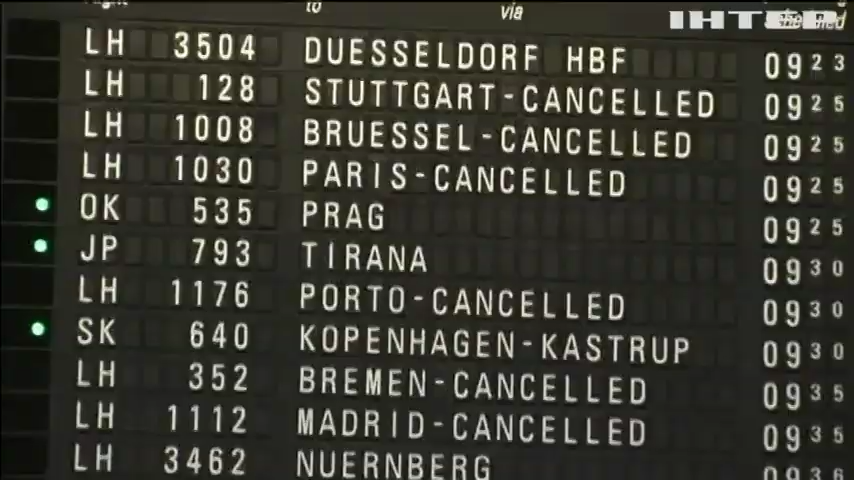 to via
ІНТЕР
LH 3504 DUESSELDORF HBF 09 23
LH 128 STUTTGART-CANCELLED 09 25
LH 1008 BRUESSEL-CANCELLED 09 25
LH 1030 PARIS-CANCELLED 09 25
OK 535 PRAG 09 25
JP 793 TIRANA 09 30
LH 1176 PORTO-CANCELLED 09 30
SK 640 KOPENHAGEN-KASTRUP 09 30
LH 352 BREMEN-CANCELLED 09 35
LH 1112 MADRID-CANCELLED 09 35
LH 3462 NUERNBERG 09 36